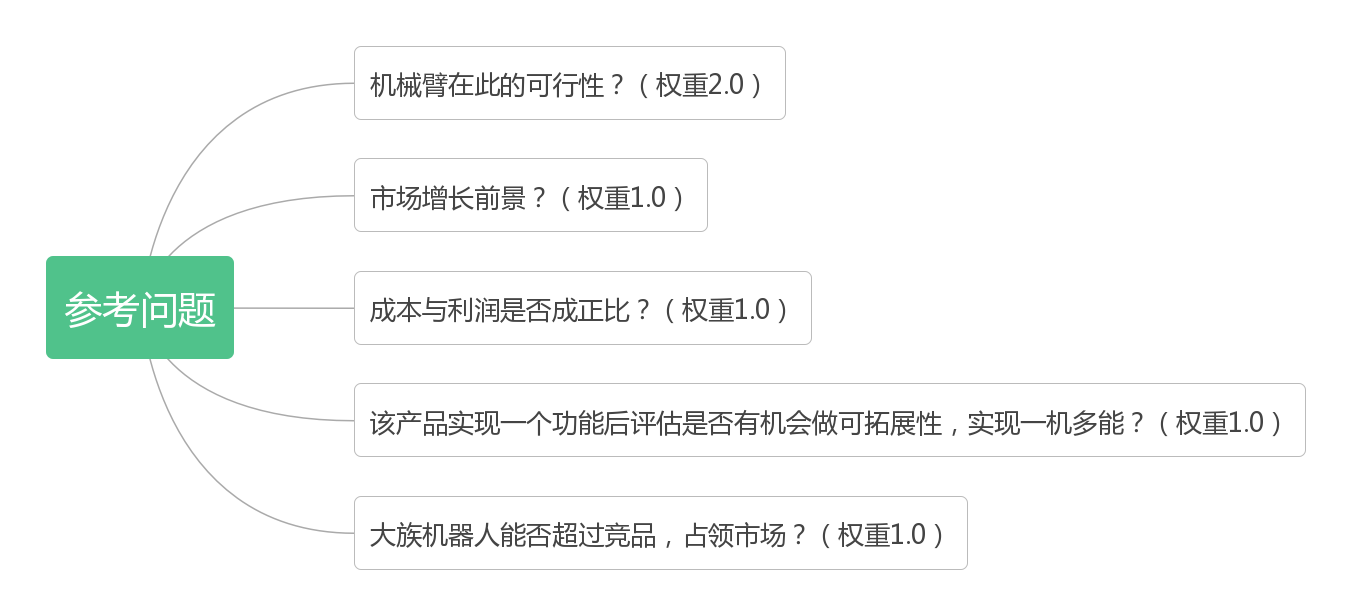 机械臂在此的可行性？（权重2.0）
市场增长前景？（权重1.0）
参考问题
成本与利润是否成正比？（权重1.0）
该产品实现一个功能后评估是否有机会做可拓展性，实现一机多能？（权重1.0）
大族机器人能否超过竞品，占领市场？（权重1.0）